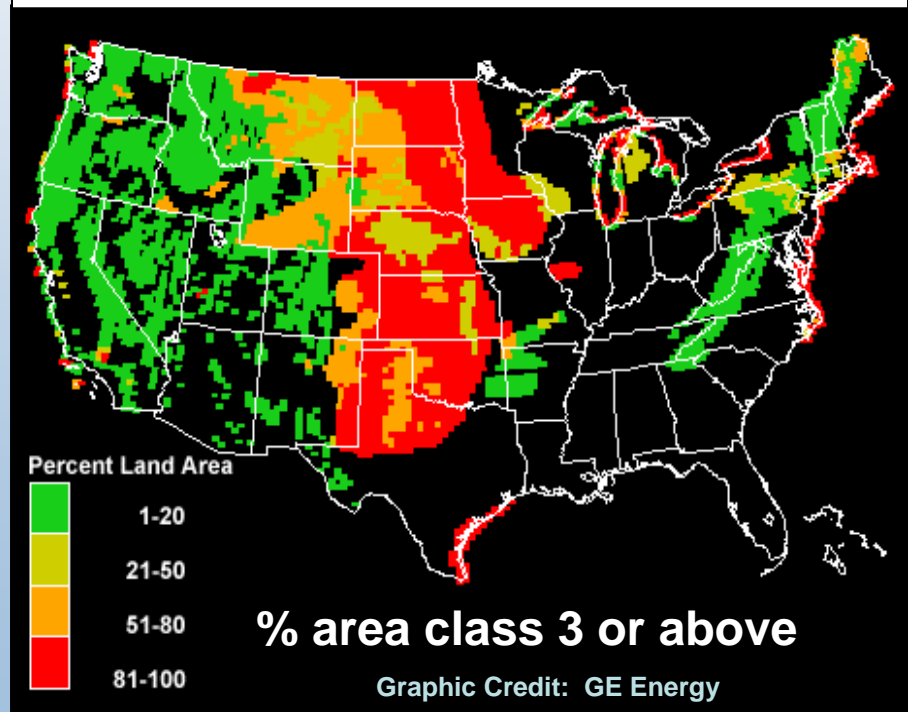 Percent Land Area
1-20
21-50
51-80
81-100
% area class 3 or above
Graphic Credit: GE Energy